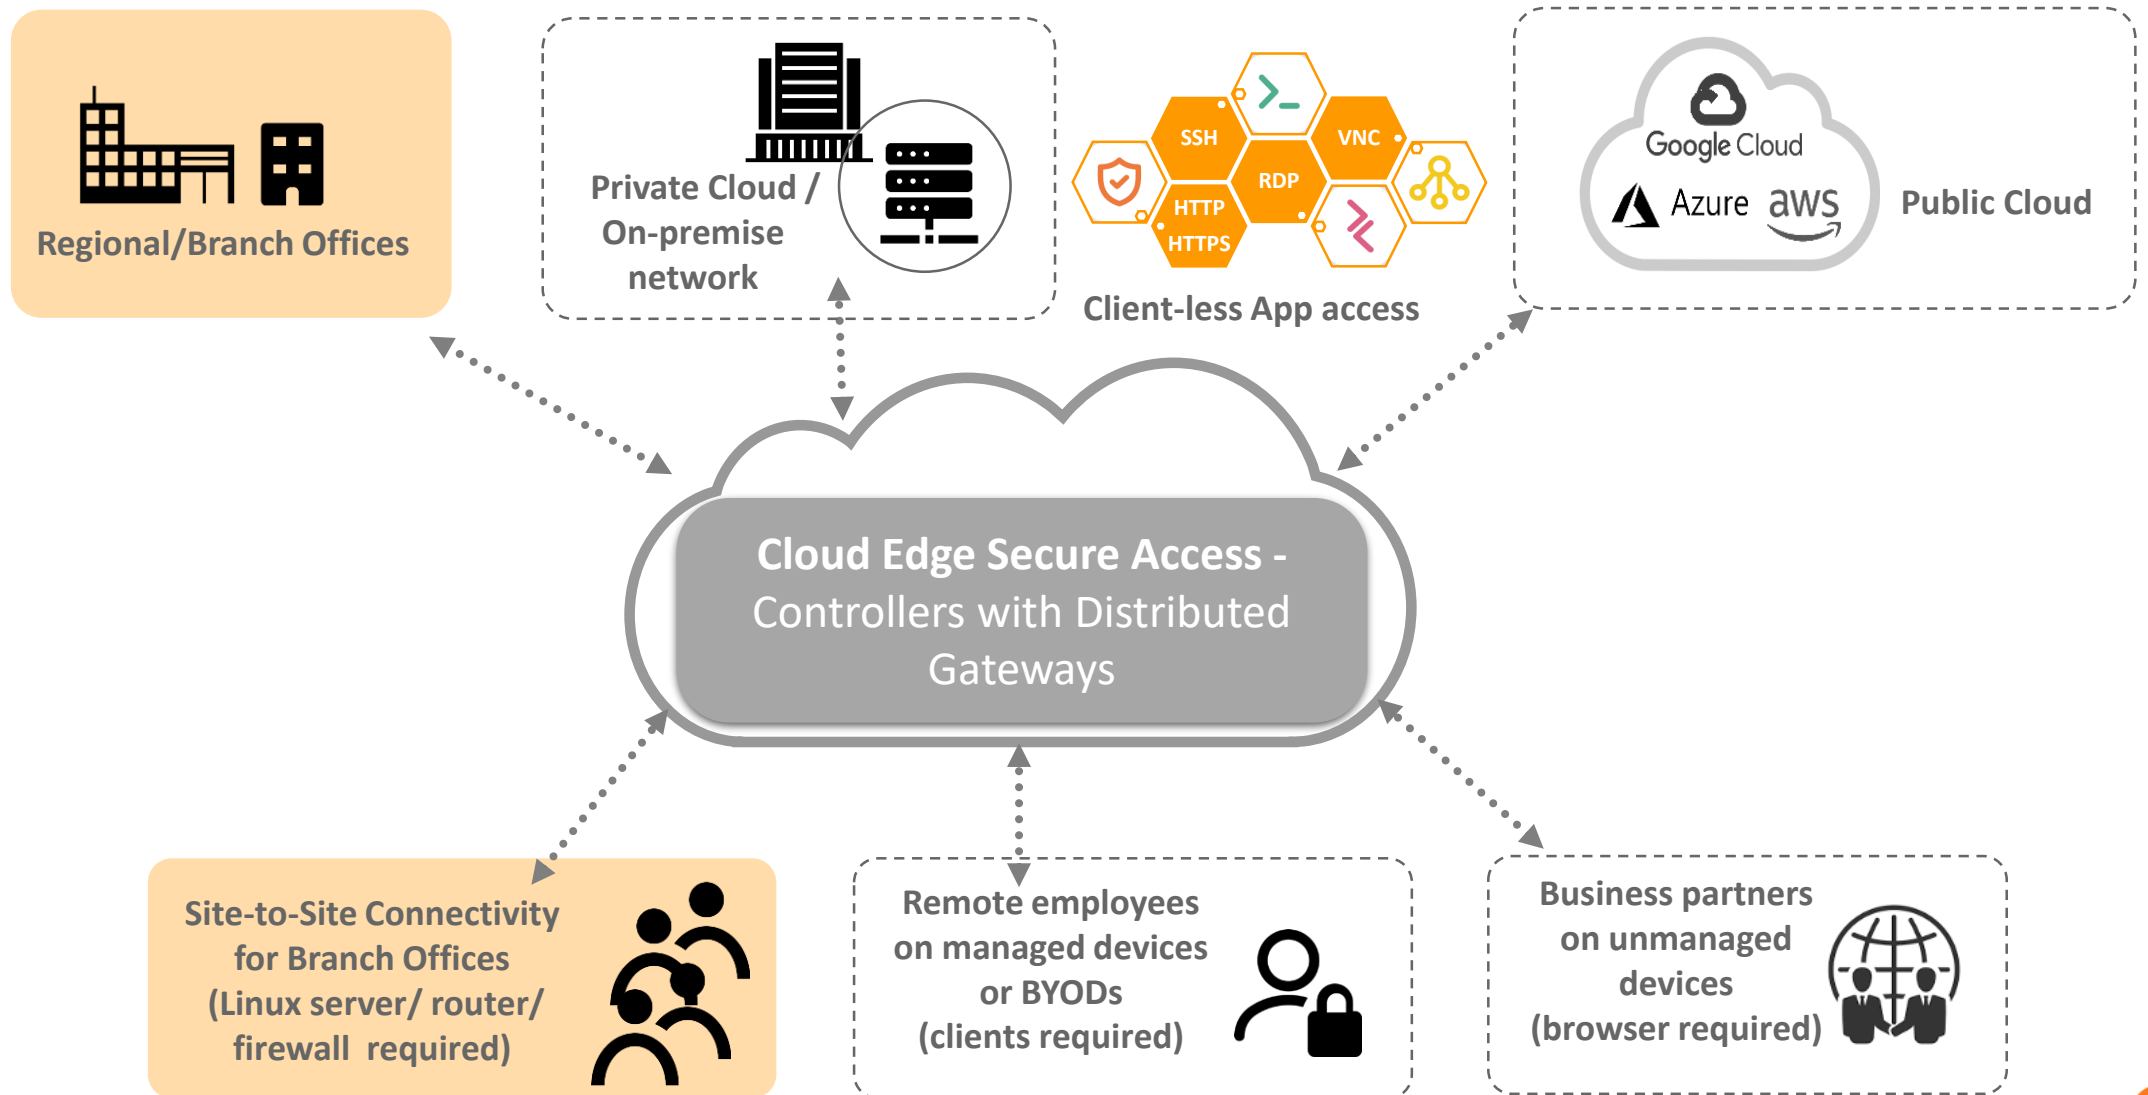 Regional/Branch Offices
Private Cloud /
On-premise
network
SSH
VNC
RDP
HTTP
HTTPS
Client-less App access
Google Cloud
Azure
aws
Public Cloud
Cloud Edge Secure Access -
Controllers with Distributed
Gateways
Site-to-Site Connectivity
for Branch Offices
(Linux server/ router/
firewall  required)
Remote employees
on managed devices
or BYODs
(clients required)
Business partners
on unmanaged
devices
(browser required)